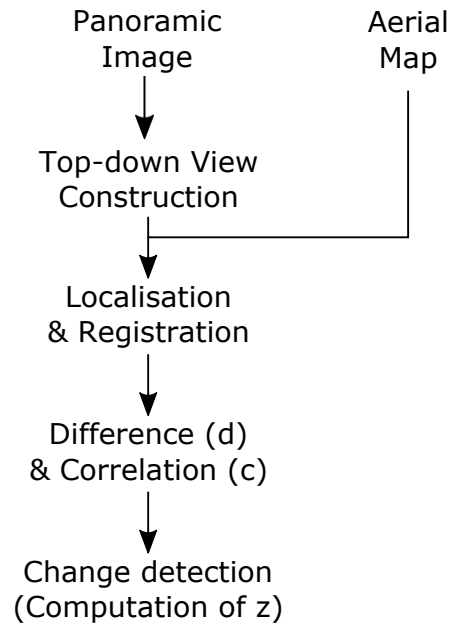 Panoramic
Image
Aerial
Map
Top-down View
Construction
Localisation
& Registration
Difference (d)
& Correlation (c)
Change detection
(Computation of z)